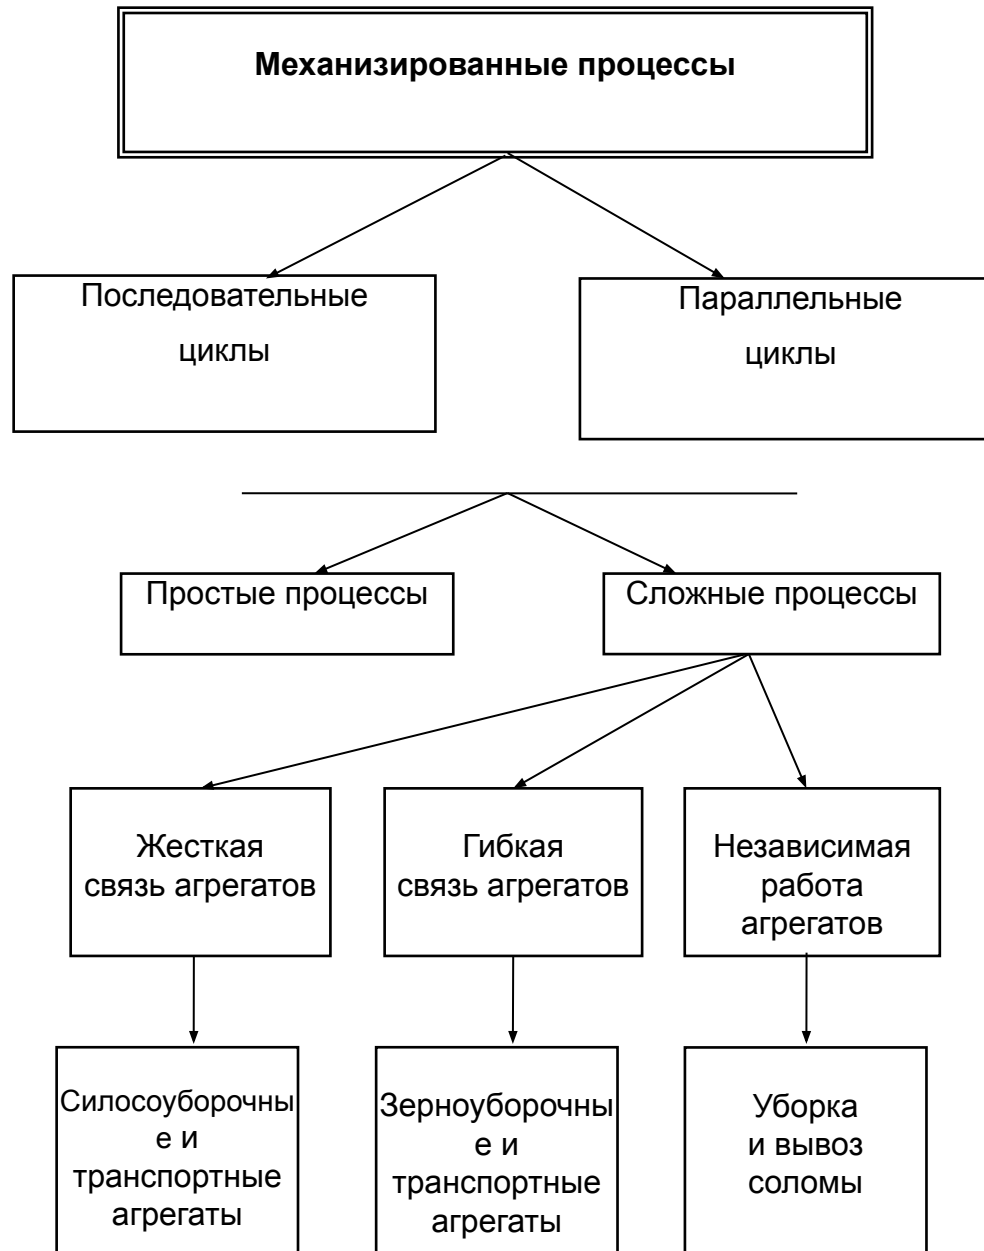 Механизированные процессы
Последовательные
циклы
Параллельные
циклы
Простые процессы
Сложные процессы
Жесткая
связь агрегатов
Гибкая
связь агрегатов
Независимая
работа
агрегатов
Силосоуборочны
е и
транспортные
агрегаты
Зерноуборочны
е и
транспортные
агрегаты
Уборка
и вывоз
соломы